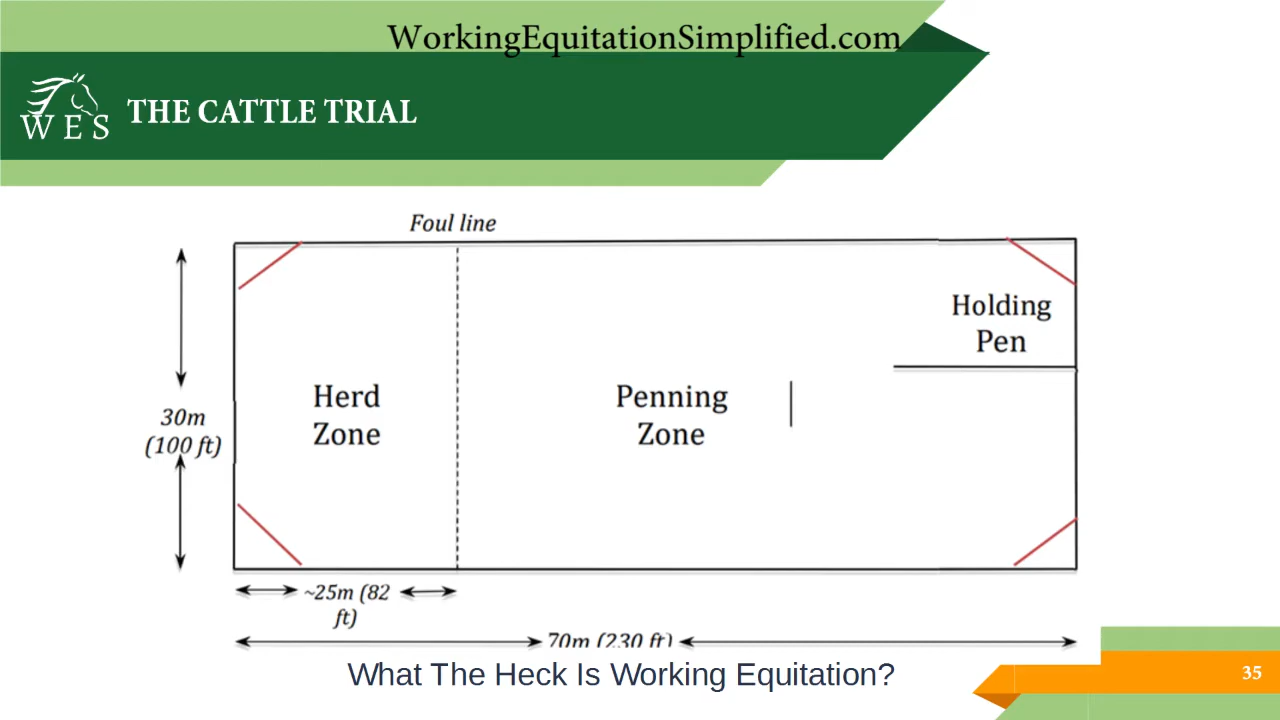 WorkingEquitationSimplified.com
WES
THE CATTLE TRIAL
Foul line
Holding
Pen
Herd
Zone
Penning
Zone
30m
(100 ft)
~25m (82
ft)
70m (230 ft)
What The Heck Is Working Equitation?
35